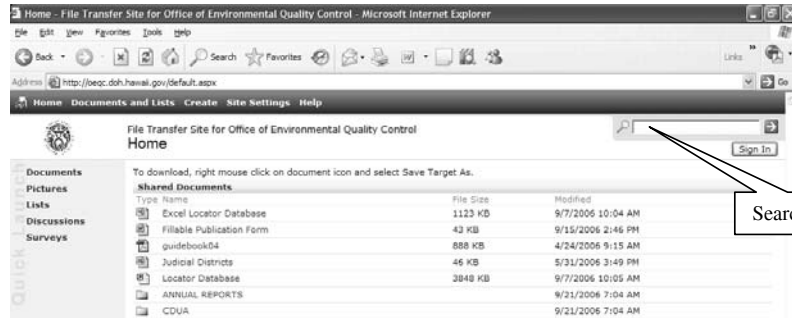 Home - File Transfer Site for Office of Environmental Quality Control - Microsoft Internet Explorer
File Edit View Favorites Tools Help
Back Search Favorites Links
Address http://oeqc.doh.hawaii.gov/default.aspx Go
Home Documents and Lists Create Site Settings Help
File Transfer Site for Office of Environmental Quality Control
Home
Sign In
Quick Launch
Documents
Pictures
Lists
Discussions
Surveys
To download, right mouse click on document icon and select Save Target As.
Shared Documents
Type Name File Size Modified
Excel Locator Database 1123 KB 9/7/2006 10:04 AM
Fillable Publication Form 43 KB 9/15/2006 2:46 PM
guidebook04 888 KB 4/24/2006 9:15 AM
Judicial Districts 46 KB 5/31/2006 3:49 PM
Locator Database 3848 KB 9/7/2006 10:05 AM
ANNUAL REPORTS 9/21/2006 7:04 AM
CDUA 9/21/2006 7:04 AM
Searc